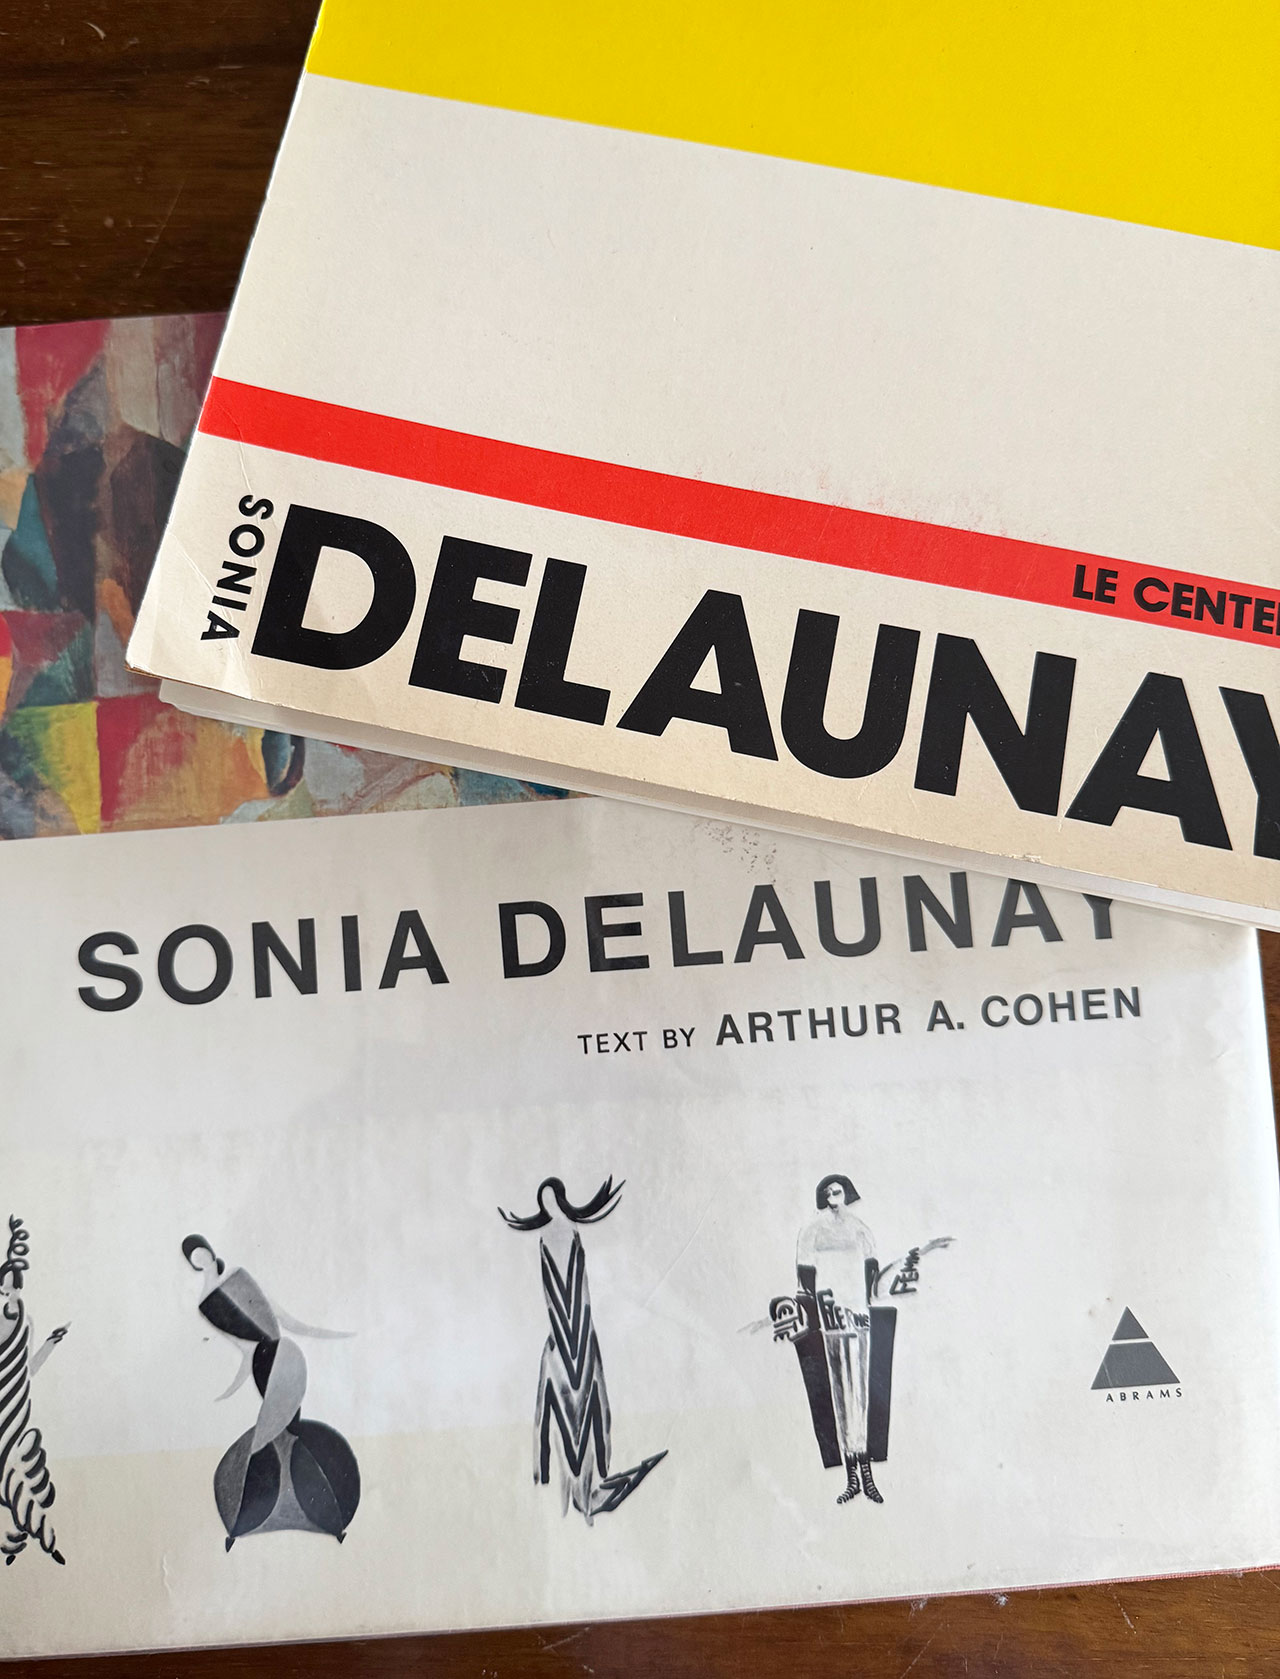 LE CENTE
SONIA
DELAUNAY
SONIA DELAUNAY
TEXT BY ARTHUR A. COHEN
ABRAMS